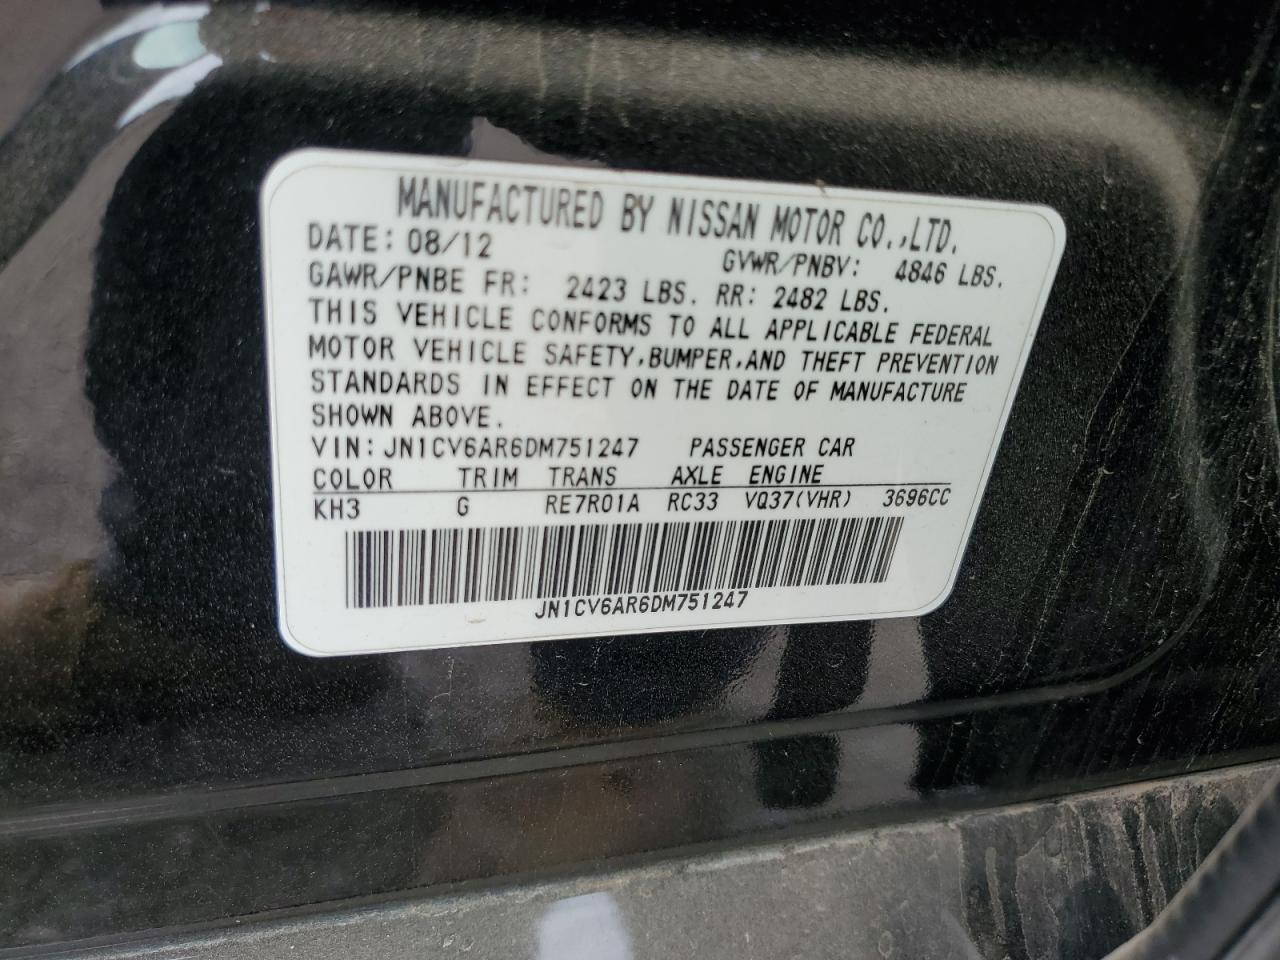 MANUFACTURED BY NISSAN MOTOR CO.,LTD.
DATE: 08/12 GVWR/PNBV: 4846 LBS.
GAWR/PNBE FR: 2423 LBS. RR: 2482 LBS.
THIS VEHICLE CONFORMS TO ALL APPLICABLE FEDERAL
MOTOR VEHICLE SAFETY,BUMPER,AND THEFT PREVENTION
STANDARDS IN EFFECT ON THE DATE OF MANUFACTURE
SHOWN ABOVE.
VIN: JN1CV6AR6DM751247 PASSENGER CAR
COLOR TRIM TRANS AXLE ENGINE
KH3 G RE7R01A RC33 VQ37(VHR) 3696CC
JN1CV6AR6DM751247